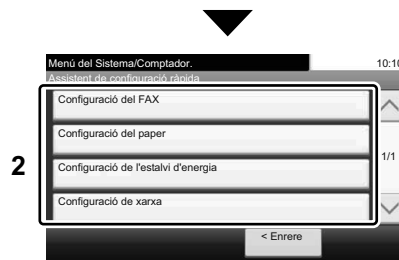 Menú del Sistema/Comptador.
10:10
Assistent de configuració ràpida
Configuració del FAX
Configuració del paper
1/1
2
Configuració de l'estalvi d'energia
Configuració de xarxa
< Enrere